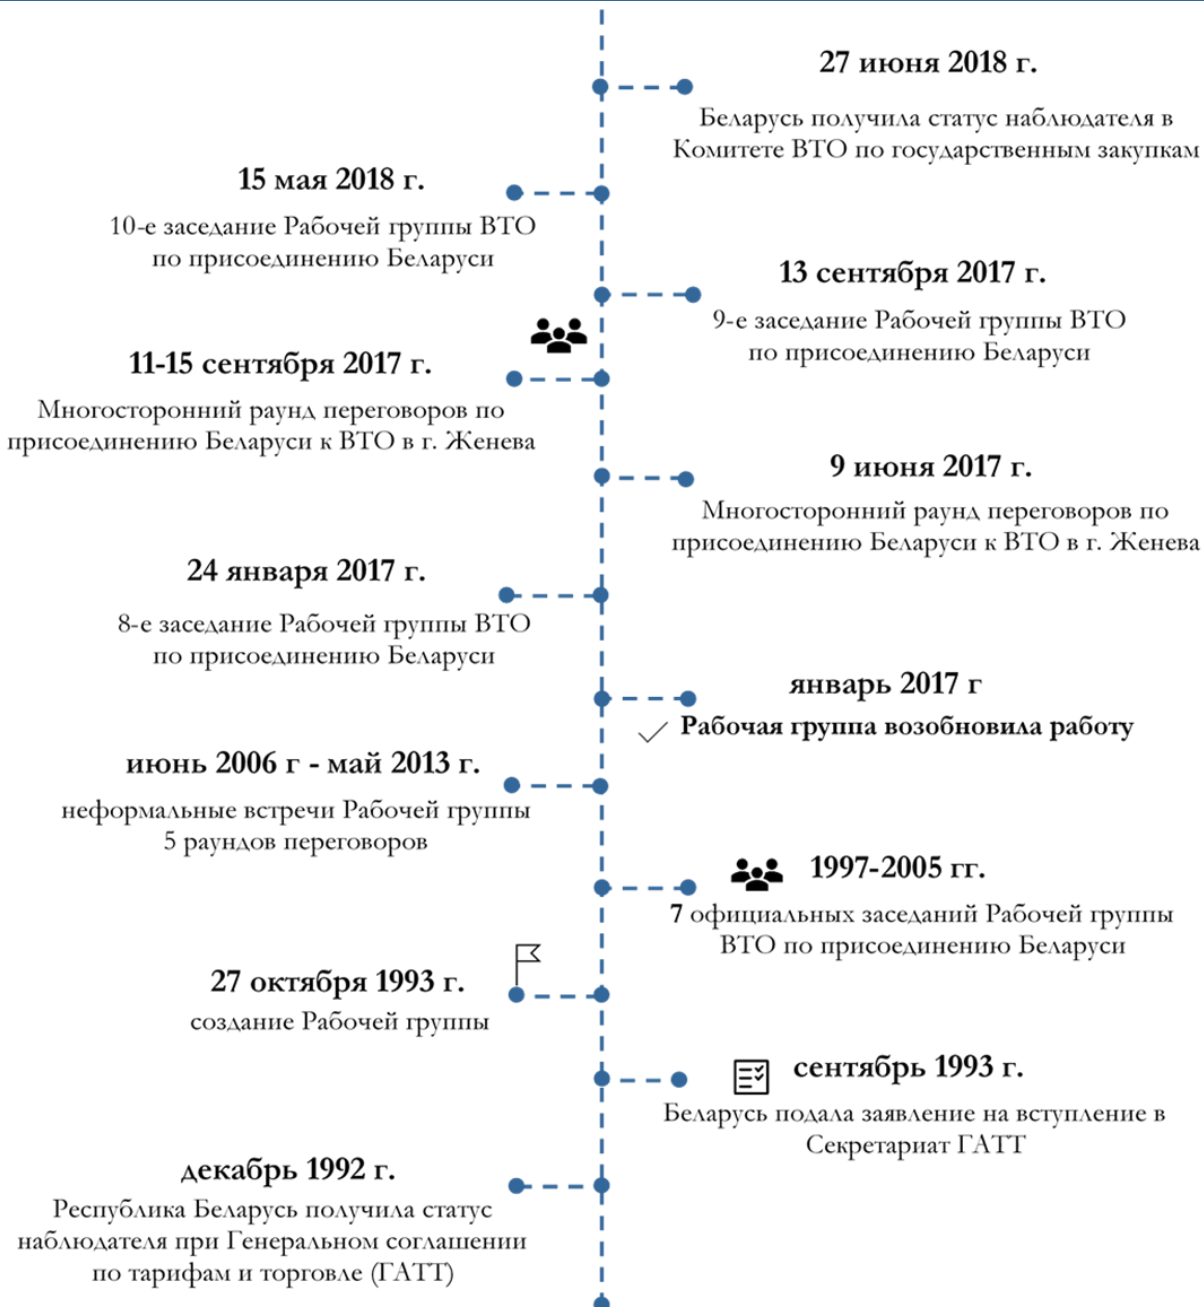 27 июня 2018 г.
Беларусь получила статус наблюдателя в
Комитете ВТО по государственным закупкам
15 мая 2018 г.
10-е заседание Рабочей группы ВТО
по присоединению Беларуси
13 сентября 2017 г.
9-е заседание Рабочей группы ВТО
по присоединению Беларуси
11-15 сентября 2017 г.
Многосторонний раунд переговоров по
присоединению Беларуси к ВТО в г. Женева
9 июня 2017 г.
Многосторонний раунд переговоров по
присоединению Беларуси к ВТО в г. Женева
24 января 2017 г.
8-е заседание Рабочей группы ВТО
по присоединению Беларуси
январь 2017 г
Рабочая группа возобновила работу
июнь 2006 г - май 2013 г.
неформальные встречи Рабочей группы
5 раундов переговоров
1997-2005 гг.
7 официальных заседаний Рабочей группы
ВТО по присоединению Беларуси
27 октября 1993 г.
создание Рабочей группы
сентябрь 1993 г.
Беларусь подала заявление на вступление в
Секретариат ГАТТ
декабрь 1992 г.
Республика Беларусь получила статус
наблюдателя при Генеральном соглашении
по тарифам и торговле (ГАТТ)